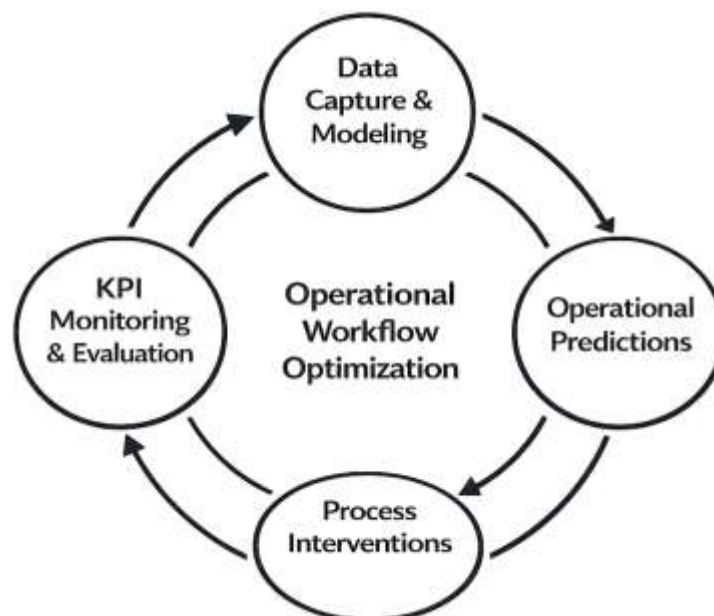 Data
Capture &
Modeling
Operational
Predictions
Process
Interventions
KPI
Monitoring
& Evaluation
Operational
Workflow
Optimization